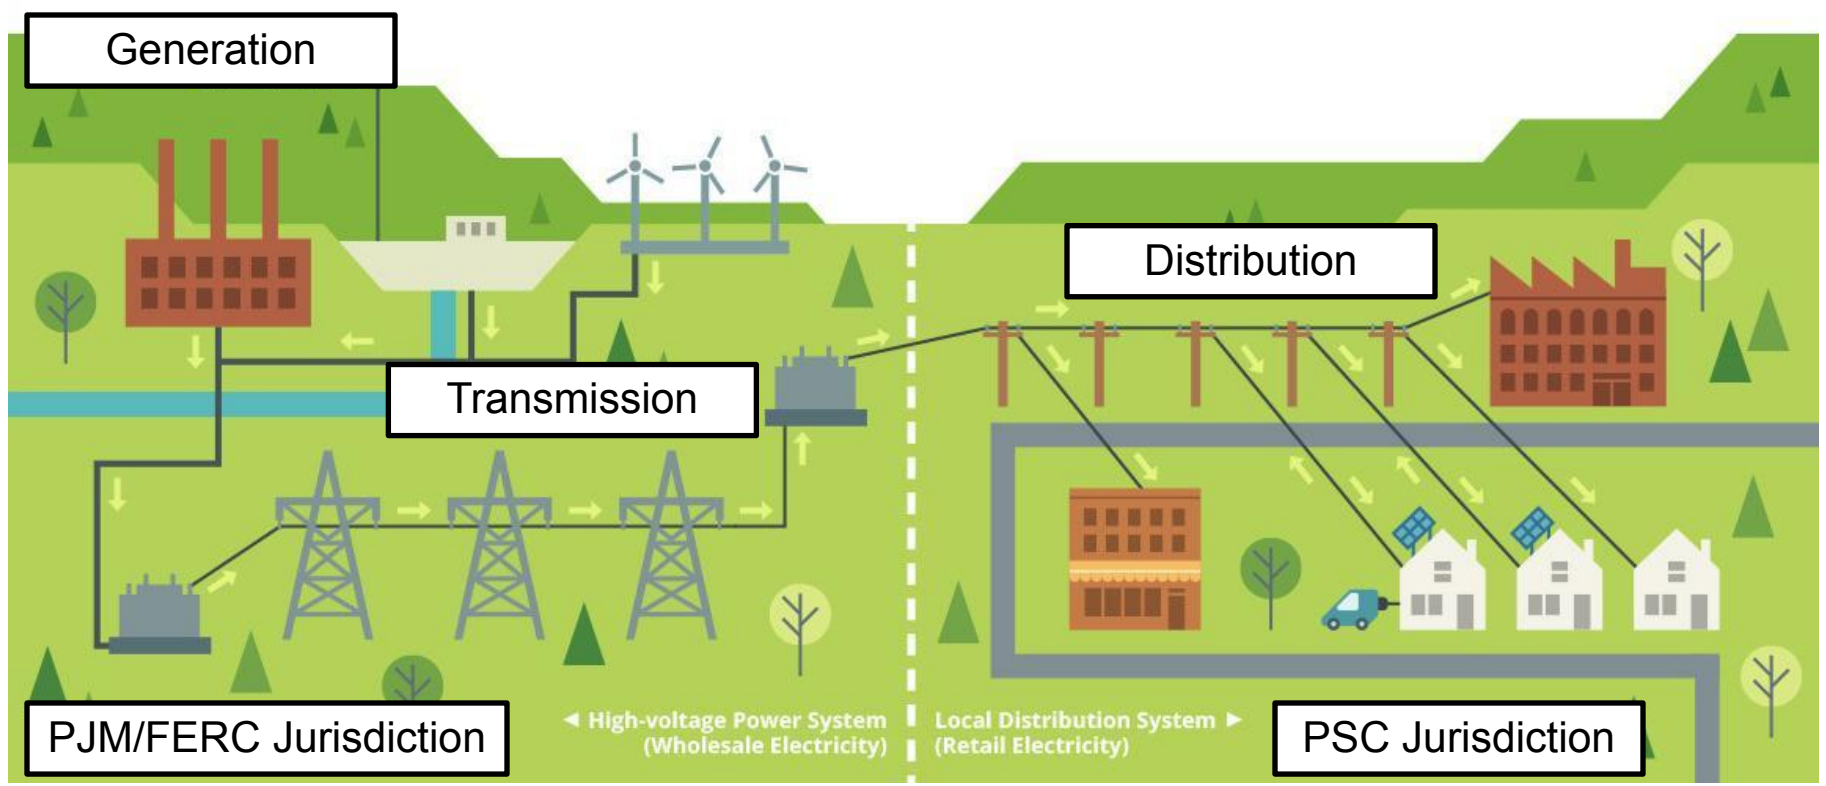 Generation
Distribution
Transmission
PJM/FERC Jurisdiction
◄ High-voltage Power System
(Wholesale Electricity)
Local Distribution System ►
(Retail Electricity)
PSC Jurisdiction